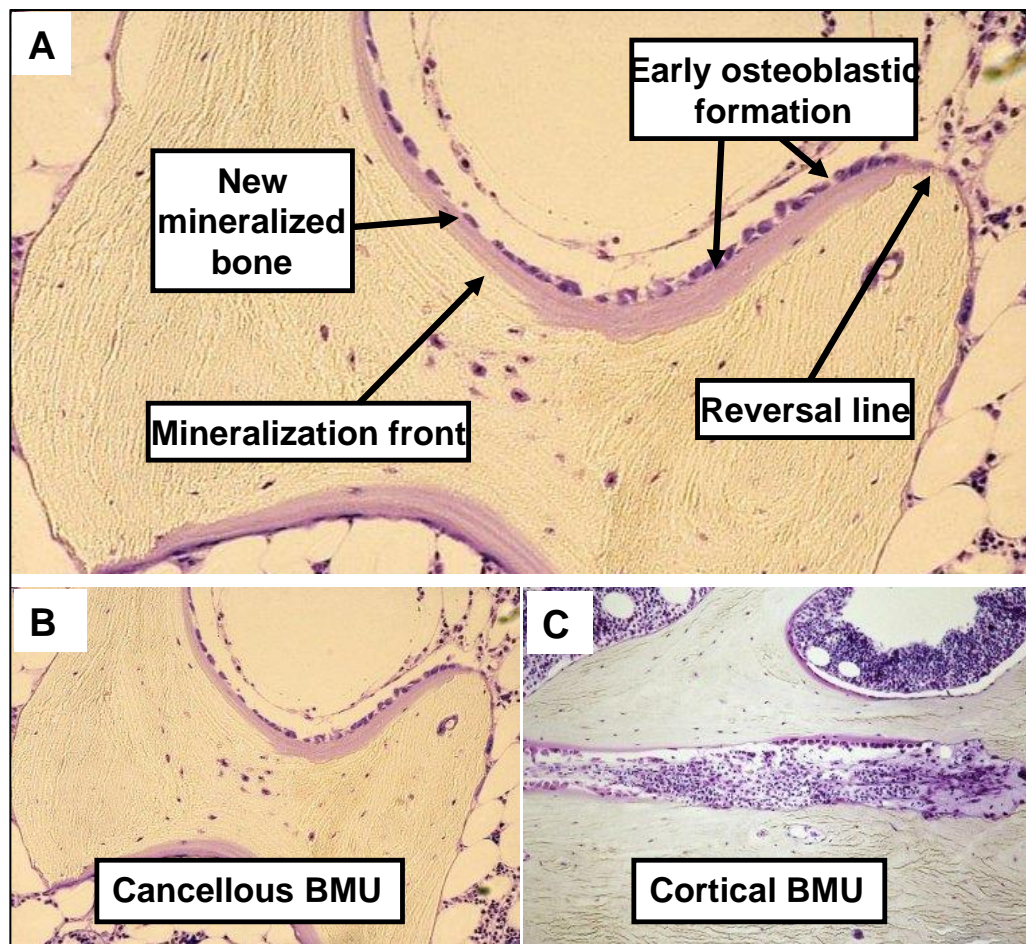 A
Early osteoblastic
formation
New
mineralized
bone
Mineralization front
Reversal line
B
Cancellous BMU
C
Cortical BMU